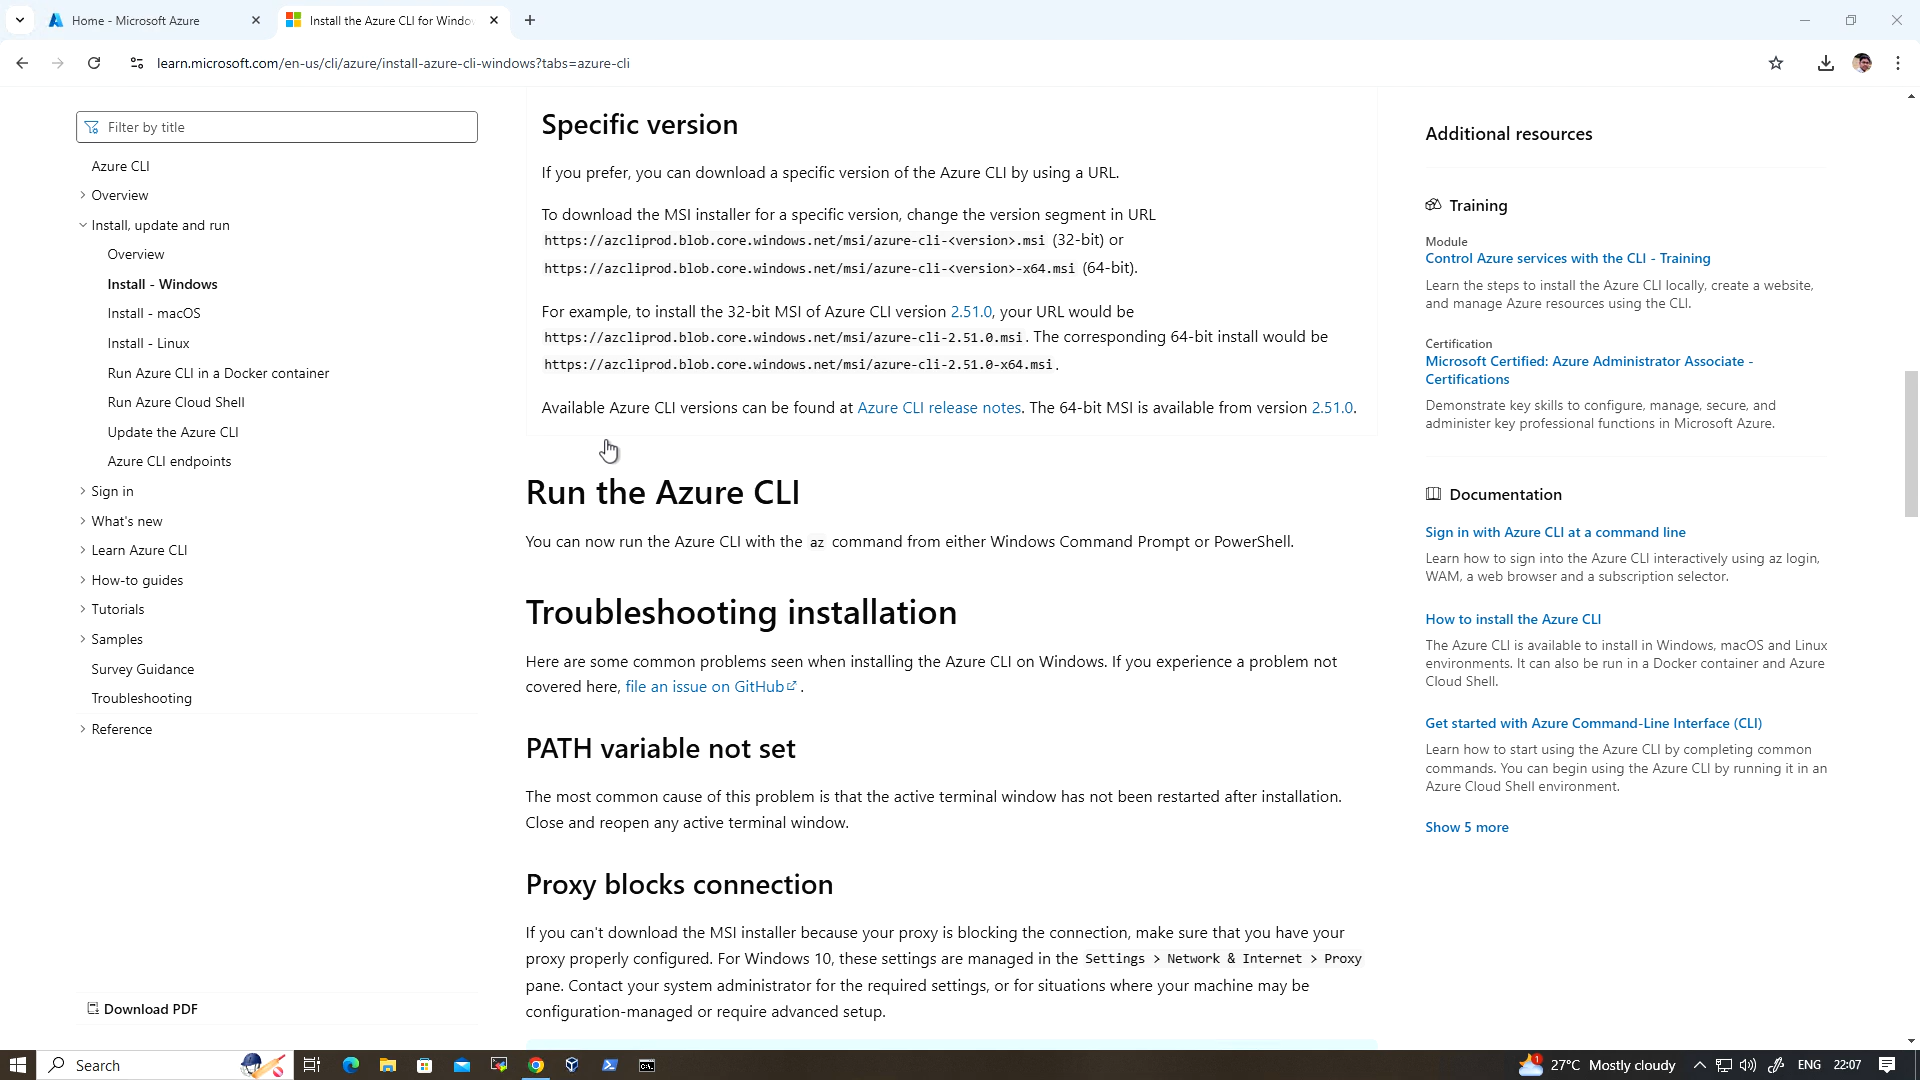 Home - Microsoft Azure
Install the Azure CLI for Windo
learn.microsoft.com/en-us/cli/azure/install-azure-cli-windows?tabs=azure-cli
Filter by title
Azure CLI
Overview
Install, update and run
Overview
Install - Windows
Install - macOS
Install - Linux
Run Azure CLI in a Docker container
Run Azure Cloud Shell
Update the Azure CLI
Azure CLI endpoints
Sign in
What's new
Learn Azure CLI
How-to guides
Tutorials
Samples
Survey Guidance
Troubleshooting
Reference
Download PDF
Specific version
If you prefer, you can download a specific version of the Azure CLI by using a URL.
To download the MSI installer for a specific version, change the version segment in URL
https://azcliprod.blob.core.windows.net/msi/azure-cli-<version>.msi (32-bit) or
https://azcliprod.blob.core.windows.net/msi/azure-cli-<version>-x64.msi (64-bit).
For example, to install the 32-bit MSI of Azure CLI version 2.51.0, your URL would be
https://azcliprod.blob.core.windows.net/msi/azure-cli-2.51.0.msi. The corresponding 64-bit install would be
https://azcliprod.blob.core.windows.net/msi/azure-cli-2.51.0-x64.msi.
Available Azure CLI versions can be found at Azure CLI release notes. The 64-bit MSI is available from version 2.51.0.
Run the Azure CLI
You can now run the Azure CLI with the az command from either Windows Command Prompt or PowerShell.
Troubleshooting installation
Here are some common problems seen when installing the Azure CLI on Windows. If you experience a problem not
covered here, file an issue on GitHub.
PATH variable not set
The most common cause of this problem is that the active terminal window has not been restarted after installation.
Close and reopen any active terminal window.
Proxy blocks connection
If you can't download the MSI installer because your proxy is blocking the connection, make sure that you have your
proxy properly configured. For Windows 10, these settings are managed in the Settings > Network & Internet > Proxy
pane. Contact your system administrator for the required settings, or for situations where your machine may be
configuration-managed or require advanced setup.
Additional resources
Training
Module
Control Azure services with the CLI - Training
Learn the steps to install the Azure CLI locally, create a website,
and manage Azure resources using the CLI.
Certification
Microsoft Certified: Azure Administrator Associate -
Certifications
Demonstrate key skills to configure, manage, secure, and
administer key professional functions in Microsoft Azure.
Documentation
Sign in with Azure CLI at a command line
Learn how to sign into the Azure CLI interactively using az login,
WAM, a web browser and a subscription selector.
How to install the Azure CLI
The Azure CLI is available to install in Windows, macOS and Linux
environments. It can also be run in a Docker container and Azure
Cloud Shell.
Get started with Azure Command-Line Interface (CLI)
Learn how to start using the Azure CLI by completing common
commands. You can begin using the Azure CLI by running it in an
Azure Cloud Shell environment.
Show 5 more
Search
1
27°C Mostly cloudy
ENG
22:07